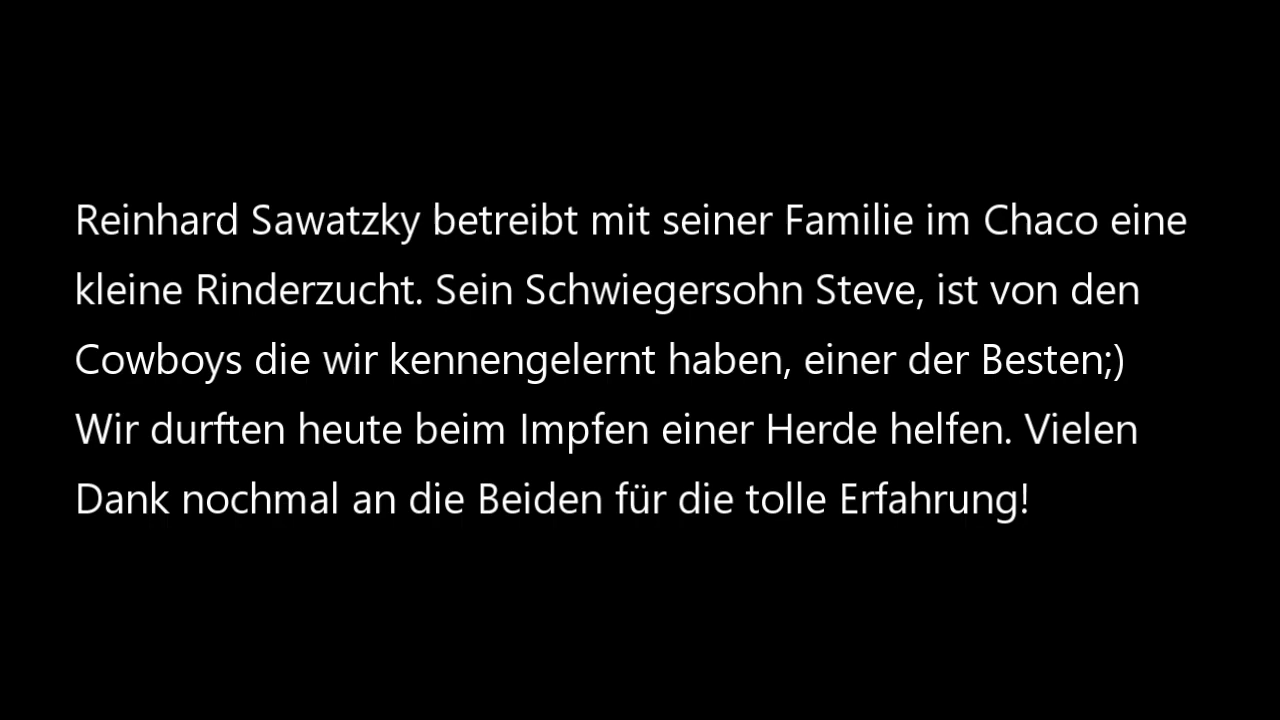 Reinhard Sawatzky betreibt mit seiner Familie im Chaco eine
kleine Rinderzucht. Sein Schwiegersohn Steve, ist von den
Cowboys die wir kennengelernt haben, einer der Besten;)
Wir durften heute beim Impfen einer Herde helfen. Vielen
Dank nochmal an die Beiden für die tolle Erfahrung!